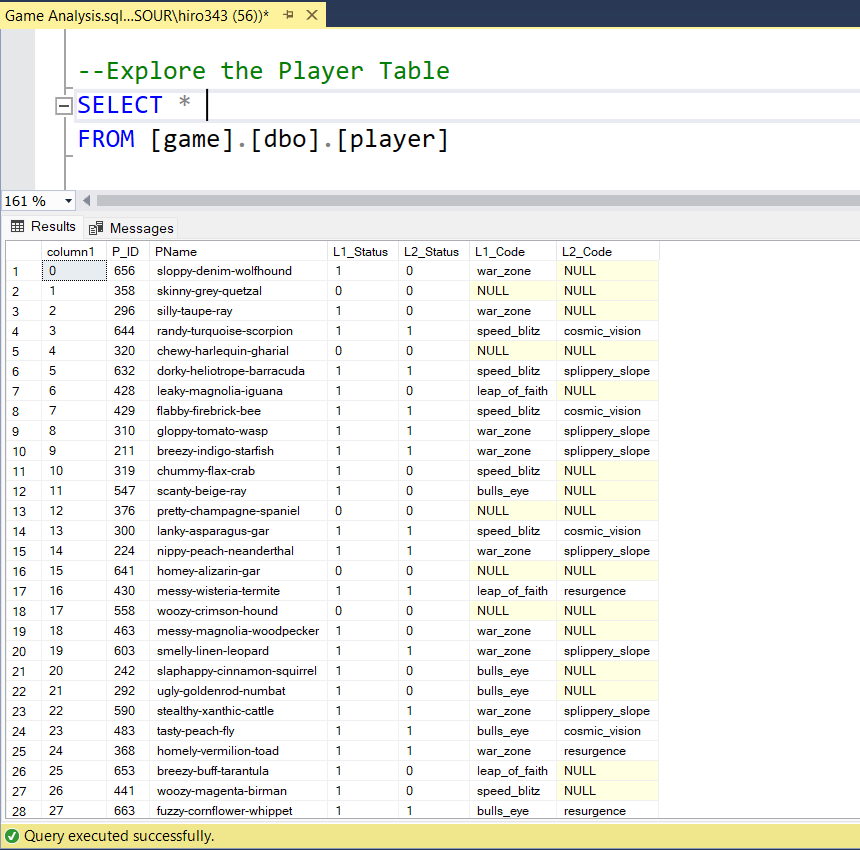 Game Analysis.sql...SOUR\hiro343 (56))*
--Explore the Player Table
SELECT *
FROM [game].[dbo].[player]
161 %
Results Messages
column1 P_ID PName L1_Status L2_Status L1_Code L2_Code
1 0 656 sloppy-denim-wolfhound 1 0 war_zone NULL
2 1 358 skinny-grey-quetzal 0 0 NULL NULL
3 2 296 silly-taupe-ray 1 0 war_zone NULL
4 3 644 randy-turquoise-scorpion 1 1 speed_blitz cosmic_vision
5 4 320 chewy-harlequin-gharial 0 0 NULL NULL
6 5 632 dorky-heliotrope-barracuda 1 1 speed_blitz splippery_slope
7 6 428 leaky-magnolia-iguana 1 0 leap_of_faith NULL
8 7 429 flabby-firebrick-bee 1 1 speed_blitz cosmic_vision
9 8 310 gloppy-tomato-wasp 1 1 war_zone splippery_slope
10 9 211 breezy-indigo-starfish 1 1 war_zone splippery_slope
11 10 319 chummy-flax-crab 1 0 speed_blitz NULL
12 11 547 scanty-beige-ray 1 0 bulls_eye NULL
13 12 376 pretty-champagne-spaniel 0 0 NULL NULL
14 13 300 lanky-asparagus-gar 1 1 speed_blitz cosmic_vision
15 14 224 nippy-peach-neanderthal 1 1 war_zone splippery_slope
16 15 641 homey-alizarin-gar 0 0 NULL NULL
17 16 430 messy-wisteria-termite 1 1 leap_of_faith resurgence
18 17 558 woozy-crimson-hound 0 0 NULL NULL
19 18 463 messy-magnolia-woodpecker 1 0 war_zone NULL
20 19 603 smelly-linen-leopard 1 1 war_zone splippery_slope
21 20 242 slaphappy-cinnamon-squirrel 1 0 bulls_eye NULL
22 21 292 ugly-goldenrod-numbat 1 0 bulls_eye NULL
23 22 590 stealthy-xanthic-cattle 1 1 war_zone splippery_slope
24 23 483 tasty-peach-fly 1 1 bulls_eye cosmic_vision
25 24 368 homely-vermilion-toad 1 1 war_zone resurgence
26 25 653 breezy-buff-tarantula 1 0 leap_of_faith NULL
27 26 441 woozy-magenta-birman 1 0 speed_blitz NULL
28 27 663 fuzzy-cornflower-whippet 1 1 bulls_eye resurgence
Query executed successfully.